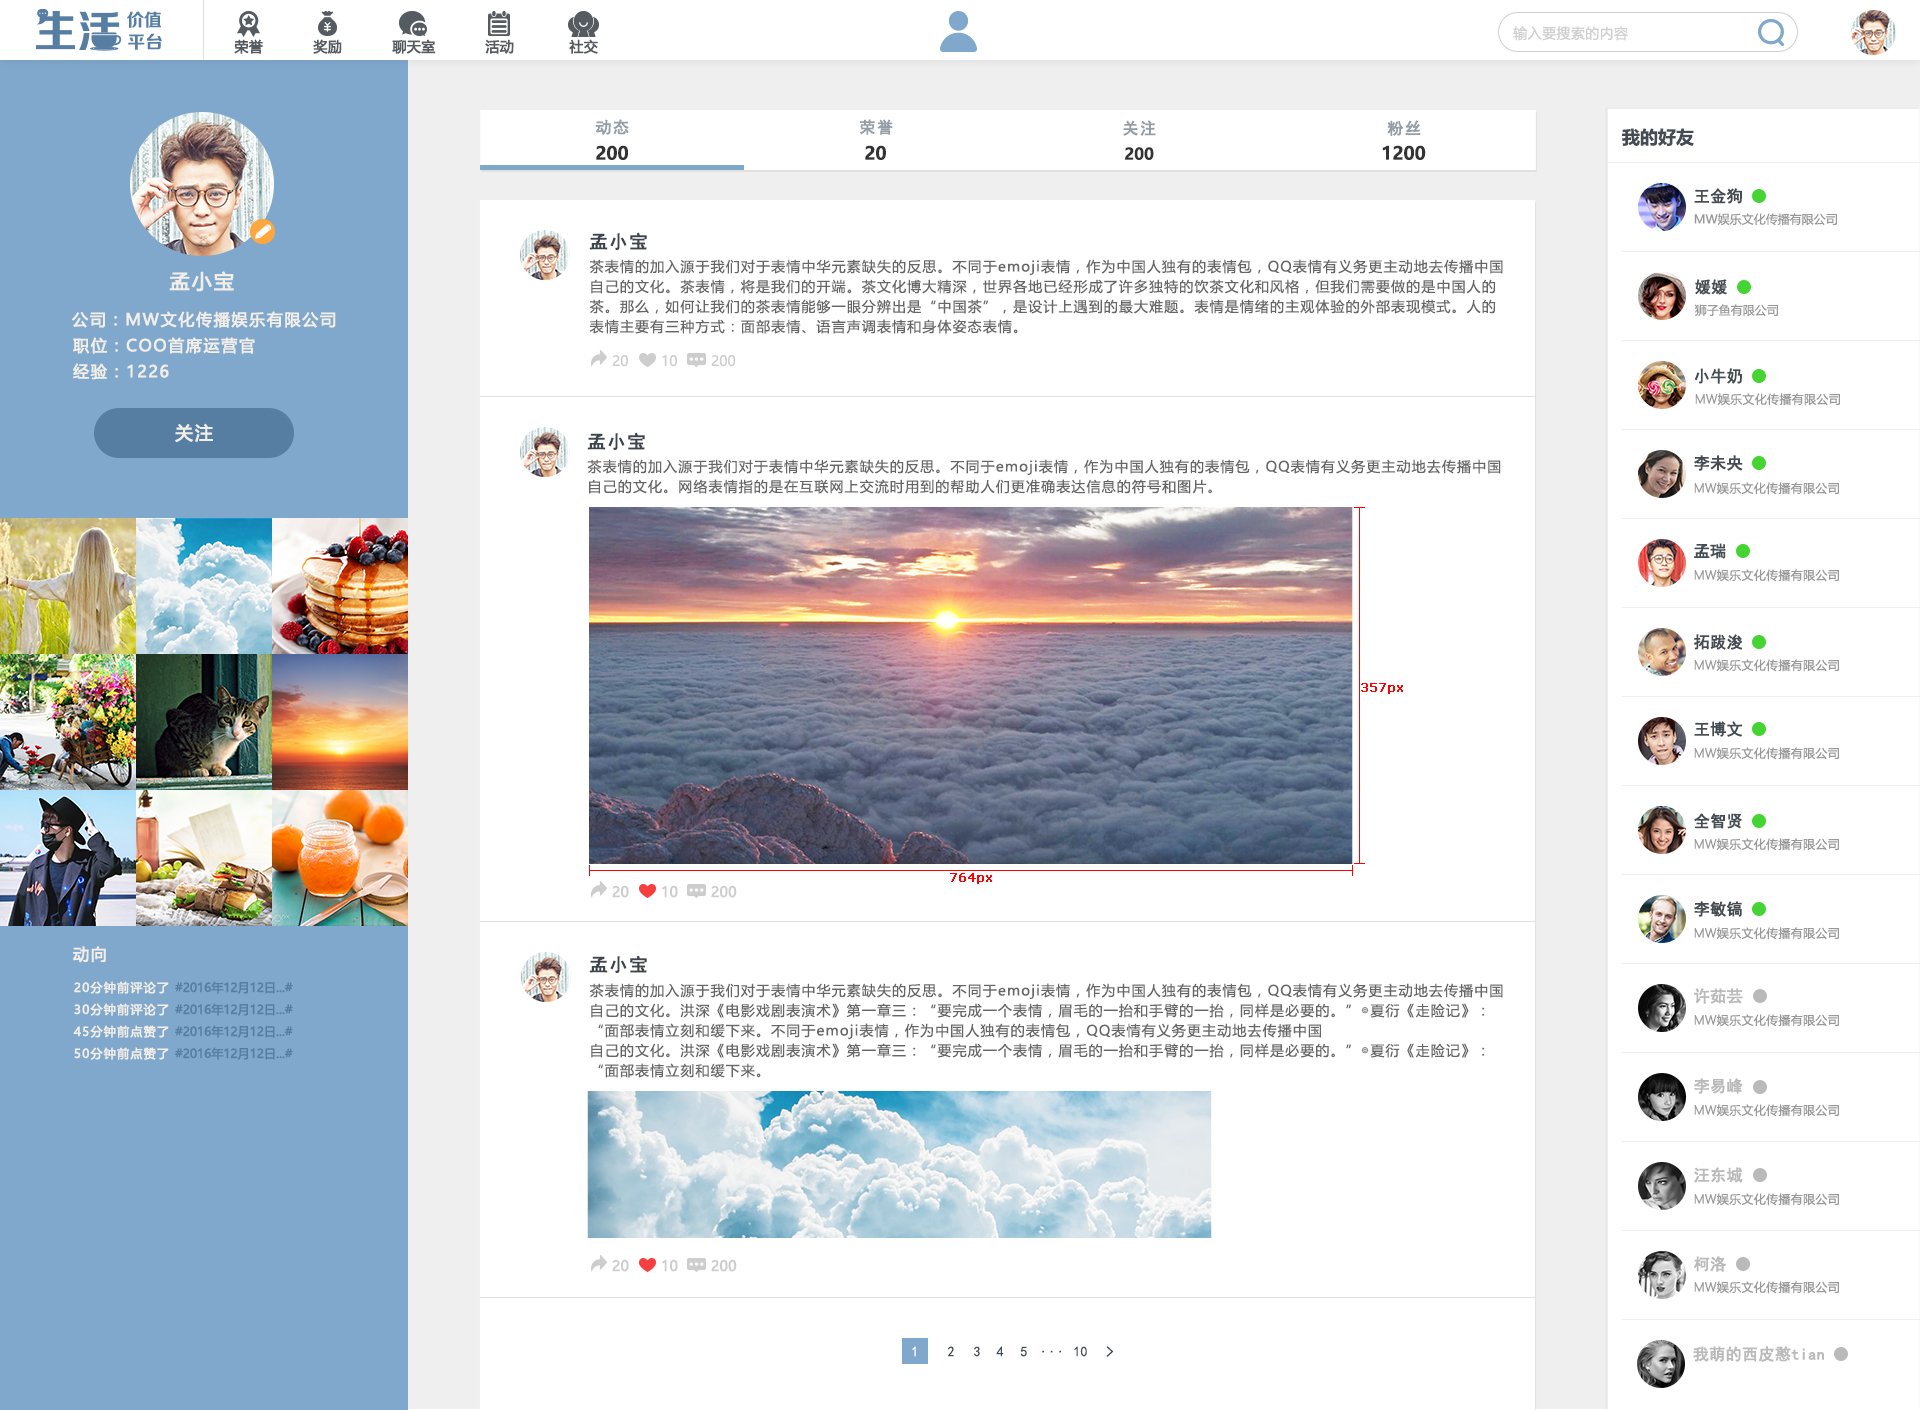 生活
价值
平台
荣誉
奖励
聊天室
活动
社交
输入要搜索的内容
孟小宝
公司：MW文化传播娱乐有限公司
职位：COO首席运营官
经验：1226
关注
动向
20分钟前评论了 #2016年12月12日...#
30分钟前评论了 #2016年12月12日...#
45分钟前点赞了 #2016年12月12日...#
50分钟前点赞了 #2016年12月12日...#
动态
200
荣誉
20
关注
200
粉丝
1200
孟小宝
茶表情的加入源于我们对于表情中华元素缺失的反思。不同于emoji表情，作为中国人独有的表情包，QQ表情有义务更主动地去传播中国
自己的文化。茶表情，将是我们的开端。茶文化博大精深，世界各地已经形成了许多独特的饮茶文化和风格，但我们需要做的是中国人的
茶。那么，如何让我们的茶表情能够一眼分辨出是“中国茶”，是设计上遇到的最大难题。表情是情绪的主观体验的外部表现模式。人的
表情主要有三种方式：面部表情、语言声调表情和身体姿态表情。
20 10 200
孟小宝
茶表情的加入源于我们对于表情中华元素缺失的反思。不同于emoji表情，作为中国人独有的表情包，QQ表情有义务更主动地去传播中国
自己的文化。网络表情指的是在互联网上交流时用到的帮助人们更准确表达信息的符号和图片。
357px
764px
20 10 200
孟小宝
茶表情的加入源于我们对于表情中华元素缺失的反思。不同于emoji表情，作为中国人独有的表情包，QQ表情有义务更主动地去传播中国
自己的文化。洪深《电影戏剧表演术》第一章三：“要完成一个表情，眉毛的一抬和手臂的一抬，同样是必要的。”◎夏衍《走险记》：
“面部表情立刻和缓下来。不同于emoji表情，作为中国人独有的表情包，QQ表情有义务更主动地去传播中国
自己的文化。洪深《电影戏剧表演术》第一章三：“要完成一个表情，眉毛的一抬和手臂的一抬，同样是必要的。”◎夏衍《走险记》：
“面部表情立刻和缓下来。
20 10 200
1 2 3 4 5 ··· 10 >
我的好友
王金狗
MW娱乐文化传播有限公司
媛媛
狮子鱼有限公司
小牛奶
MW娱乐文化传播有限公司
李未央
MW娱乐文化传播有限公司
孟瑞
MW娱乐文化传播有限公司
拓跋浚
MW娱乐文化传播有限公司
王博文
MW娱乐文化传播有限公司
全智贤
MW娱乐文化传播有限公司
李敏镐
MW娱乐文化传播有限公司
许茹芸
MW娱乐文化传播有限公司
李易峰
MW娱乐文化传播有限公司
汪东城
MW娱乐文化传播有限公司
柯洛
MW娱乐文化传播有限公司
我萌的西皮憨tian